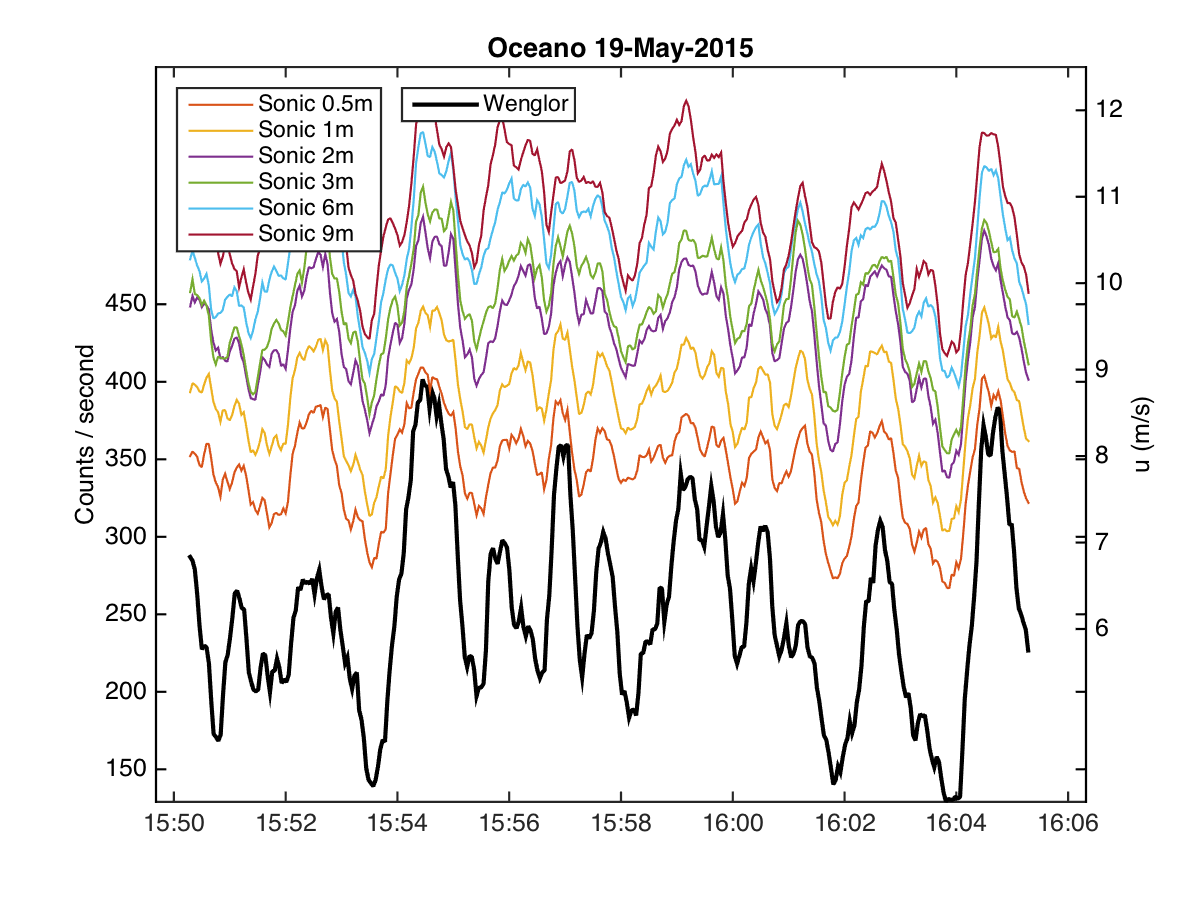 Oceano 19-May-2015
Sonic 0.5m
Sonic 1m
Sonic 2m
Sonic 3m
Sonic 6m
Sonic 9m
Wenglor
Counts / second
450
400
350
300
250
200
150
12
11
10
9
8
7
6
u (m/s)
15:50 15:52 15:54 15:56 15:58 16:00 16:02 16:04 16:06